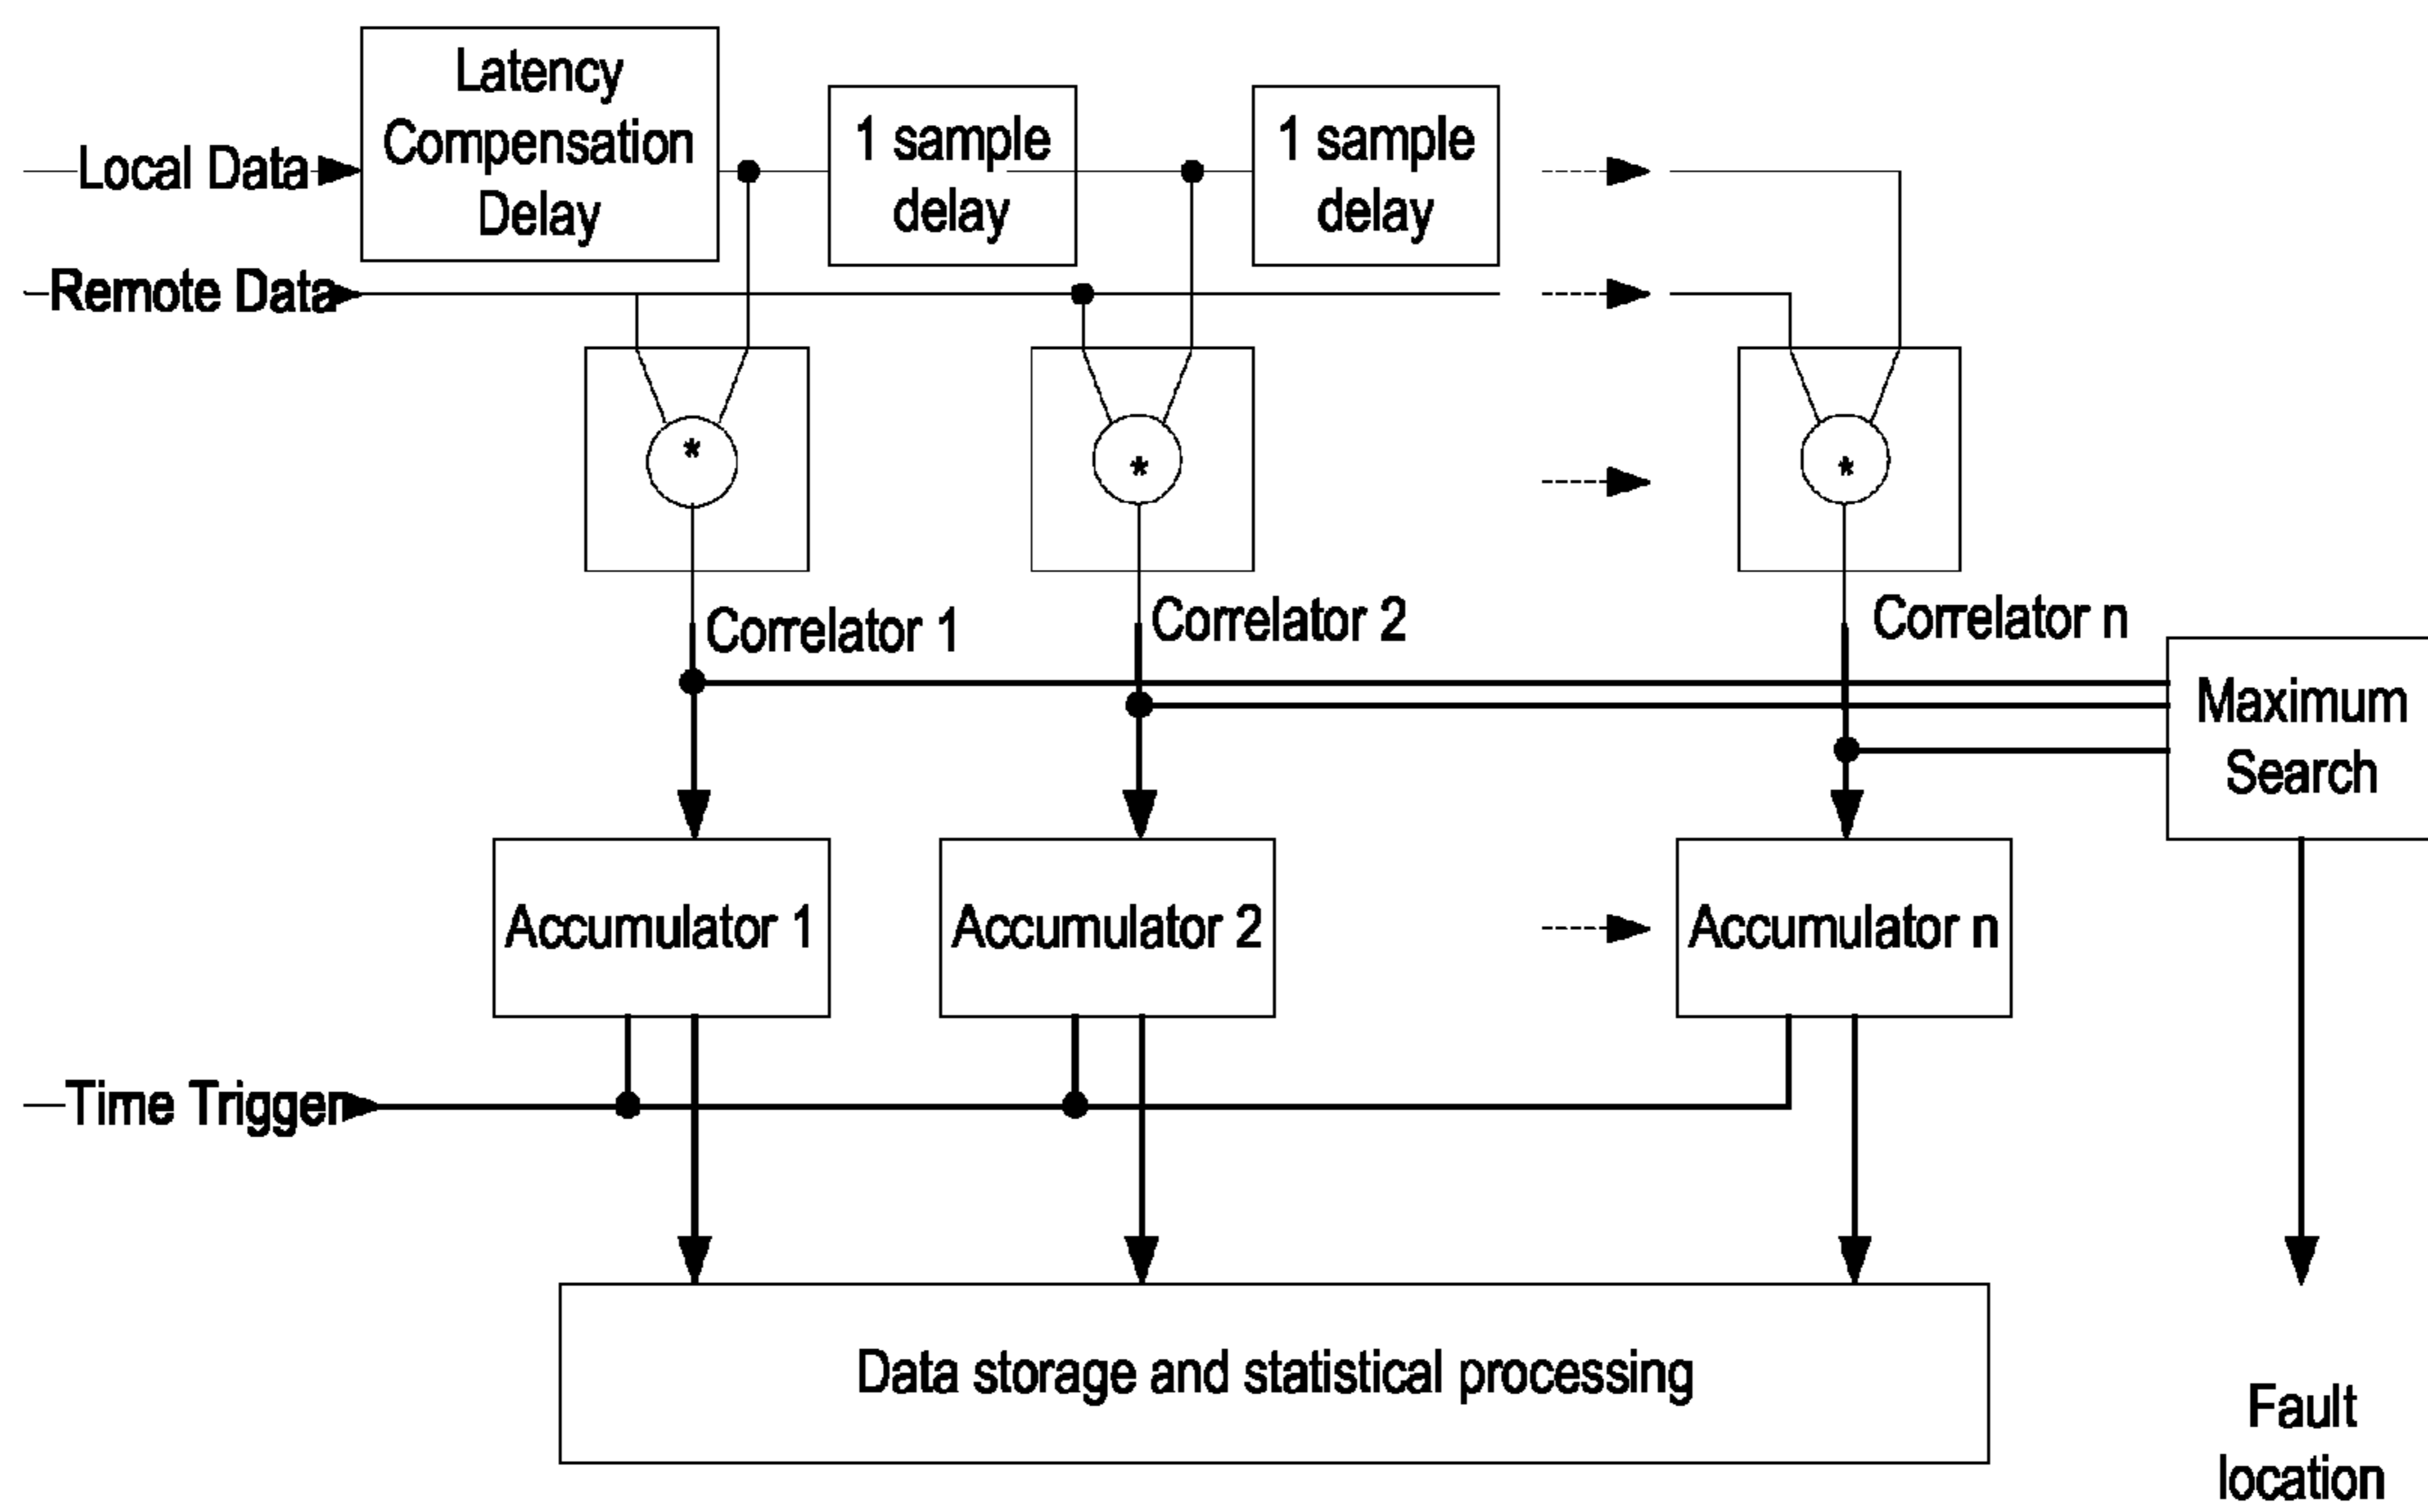 Latency
Compensation
Delay
1 sample
delay
1 sample
delay
Local Data
Remote Data
*
*
*
Correlator 1
Correlator 2
Correlator n
Maximum
Search
Accumulator 1
Accumulator 2
Accumulator n
Time Trigger
Data storage and statistical processing
Fault
location